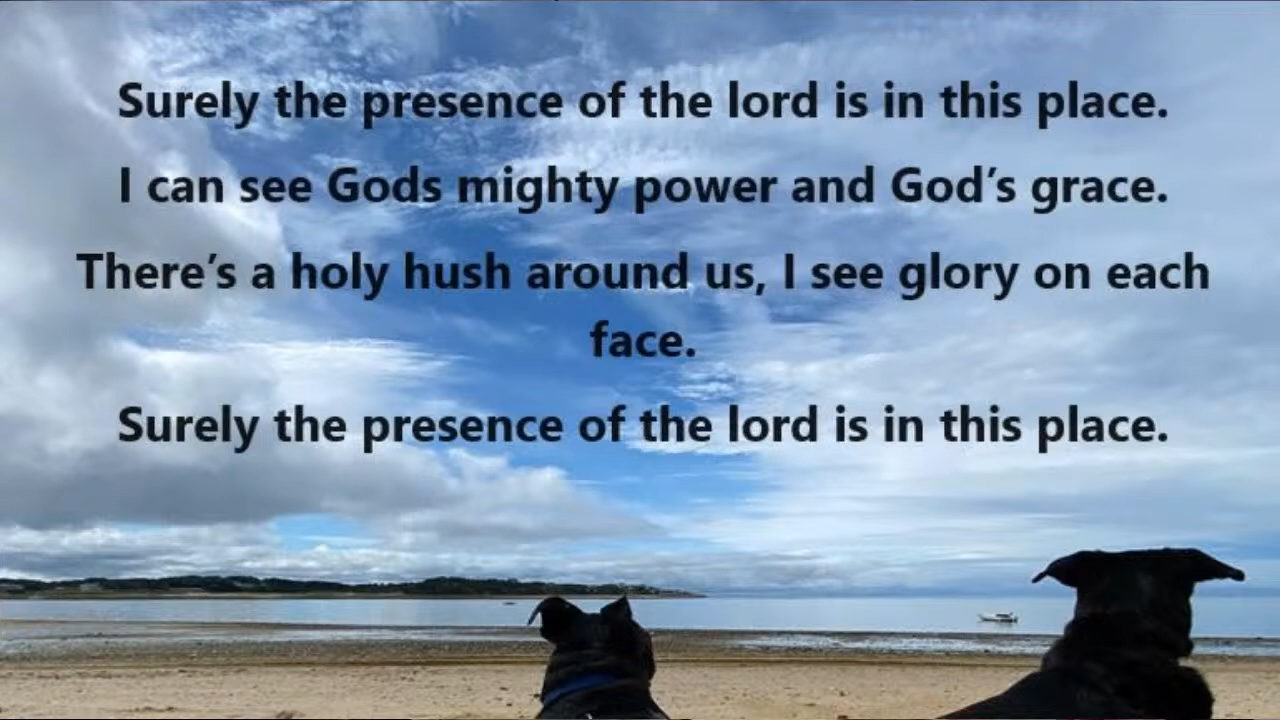 Surely the presence of the lord is in this place.
I can see Gods mighty power and God’s grace.
There’s a holy hush around us, I see glory on each
face.
Surely the presence of the lord is in this place.